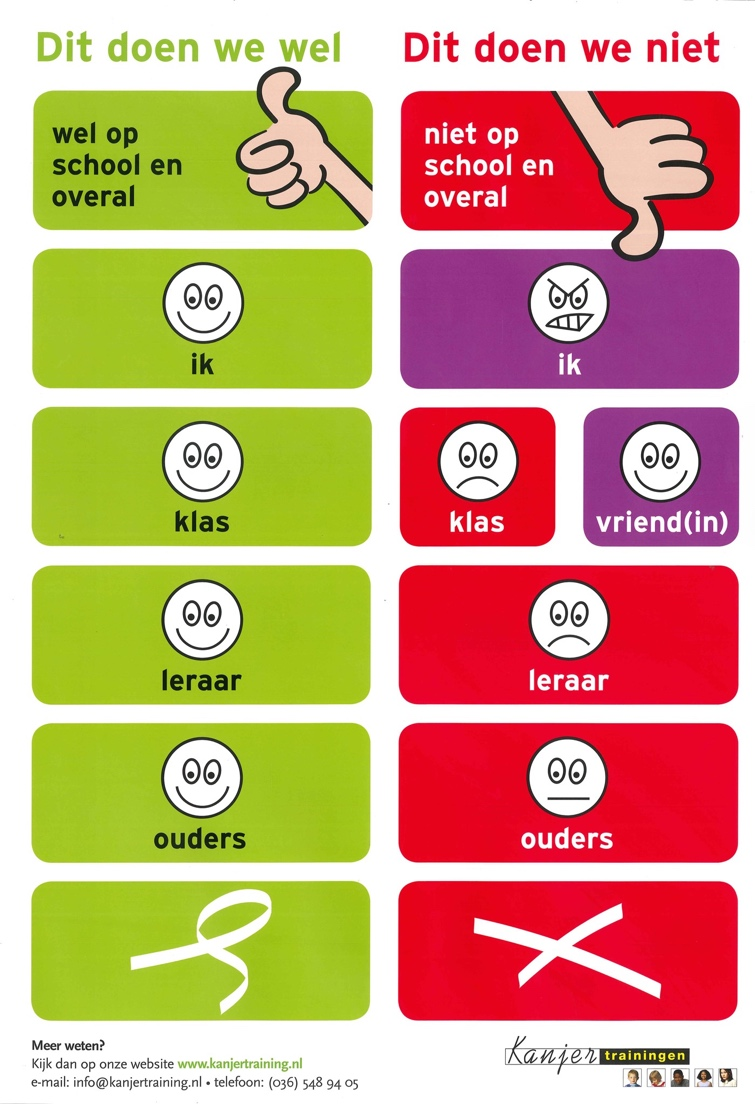 Dit doen we wel
Dit doen we niet
wel op
school en
overal
niet op
school en
overal
ik
ik
klas
klas
vriend(in)
leraar
leraar
ouders
ouders
Meer weten?
Kijk dan op onze website www.kanjertraining.nl
e-mail: info@kanjertraining.nl • telefoon: (036) 548 94 05
Kanjer trainingen